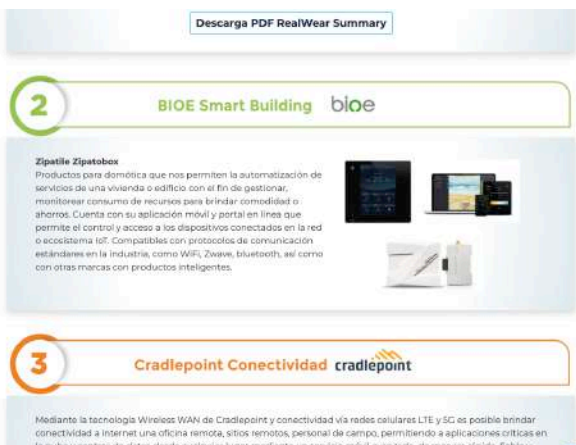 Descarga PDF RealWear Summary
2
BIOE Smart Building bioe
Zipatile Zipatobox
Productos para domótica que nos permiten la automatización de
servicios de una vivienda o edificio con el fin de gestionar,
monitorear consumo de recursos para brindar comodidad o
ahorros. Cuenta con su aplicación móvil y portal en línea que
permite el control y acceso a los dispositivos conectados en la red
o ecosistema IoT. Compatibles con protocolos de comunicación
estándares en la industria, como WiFi, Zwave, bluetooth, así como
con otras marcas con productos inteligentes.
3
Cradlepoint Conectividad cradlepoint
Mediante la tecnología Wireless WAN de Cradlepoint y conectividad vía redes celulares LTE y 5G es posible brindar
conectividad a Internet una oficina remota, sitios remotos, personal de campo, permitiendo a aplicaciones críticas en